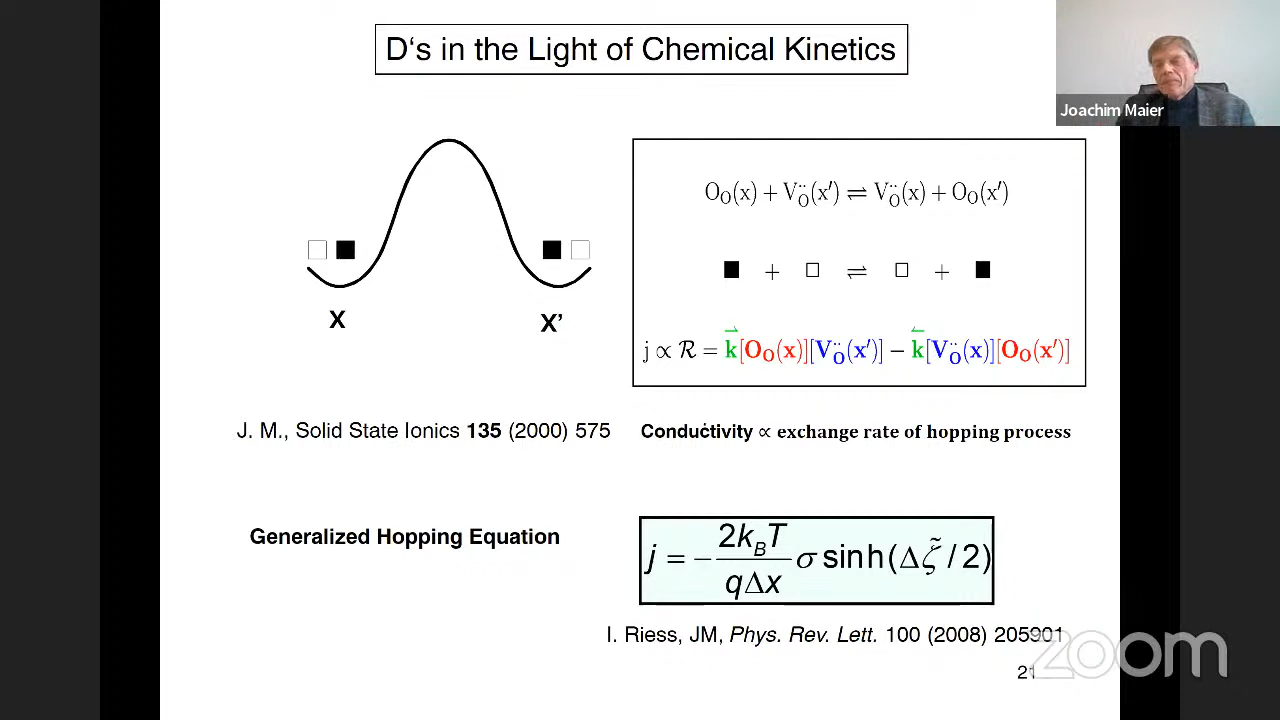 D's in the Light of Chemical Kinetics
Joachim Maier
O_O(x) + V_O^¨(x′) ⇌ V_O^¨(x) + O_O(x′)
■ + □ ⇌ □ + ■
X
X'
j ∝ ℛ = k⇀[O_O(x)][V_O^¨(x′)] − k↼[V_O^¨(x)][O_O(x′)]
J. M., Solid State Ionics 135 (2000) 575
Conductivity ∝ exchange rate of hopping process
Generalized Hopping Equation
j = − 2k_BT / qΔx σ sinh(Δζ̃ / 2)
I. Riess, JM, Phys. Rev. Lett. 100 (2008) 205901
zoom
21